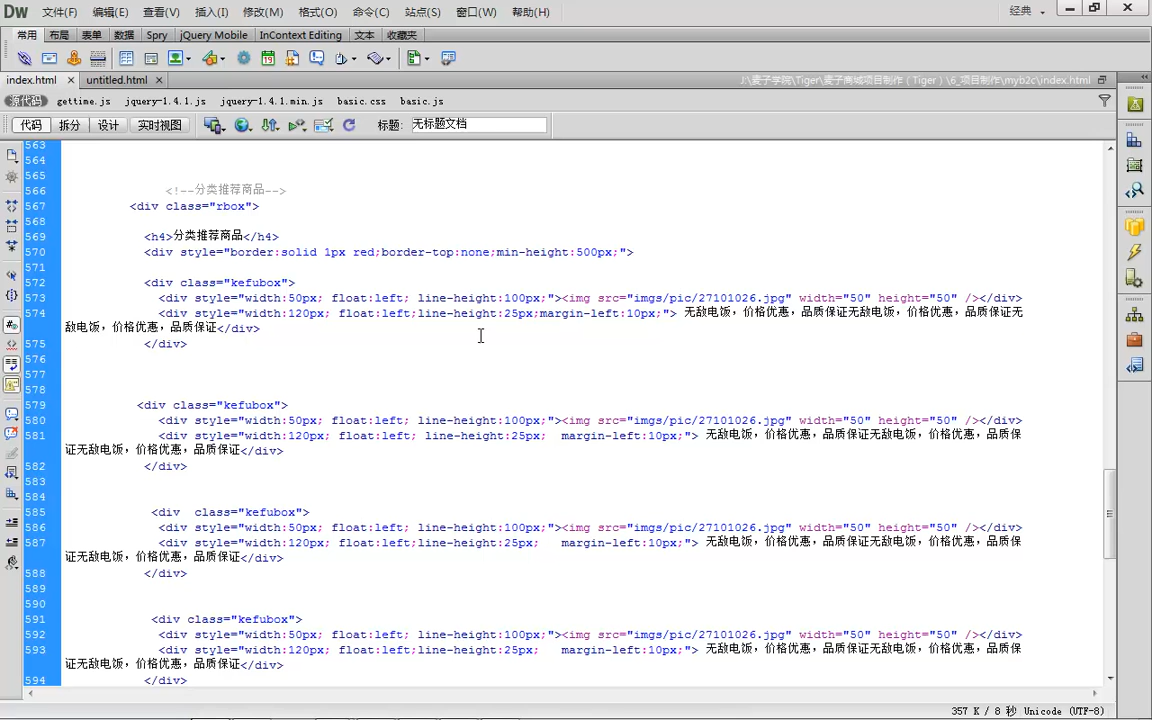 Dw 文件(F) 编辑(E) 查看(V) 插入(I) 修改(M) 格式(O) 命令(C) 站点(S) 窗口(W) 帮助(H) 经典
常用 布局 表单 数据 Spry jQuery Mobile InContext Editing 文本 收藏夹
index.html untitled.html J:\麦子学院\Tiger\麦子商城项目制作（Tiger）\6_项目制作\myb2c\index.html
源代码 gettime.js jquery-1.4.1.js jquery-1.4.1.min.js basic.css basic.js
代码 拆分 设计 实时视图 标题: 无标题文档
563
564
565
566 <!--分类推荐商品-->
567 <div class="rbox">
568
569 <h4>分类推荐商品</h4>
570 <div style="border:solid 1px red;border-top:none;min-height:500px;">
571
572 <div class="kefubox">
573 <div style="width:50px; float:left; line-height:100px;"><img src="imgs/pic/27101026.jpg" width="50" height="50" /></div>
574 <div style="width:120px; float:left;line-height:25px;margin-left:10px;"> 无敌电饭，价格优惠，品质保证无敌电饭，价格优惠，品质保证无
敌电饭，价格优惠，品质保证</div>
575 </div>
576
577
578
579 <div class="kefubox">
580 <div style="width:50px; float:left; line-height:100px;"><img src="imgs/pic/27101026.jpg" width="50" height="50" /></div>
581 <div style="width:120px; float:left; line-height:25px; margin-left:10px;"> 无敌电饭，价格优惠，品质保证无敌电饭，价格优惠，品质保
证无敌电饭，价格优惠，品质保证</div>
582 </div>
583
584
585 <div class="kefubox">
586 <div style="width:50px; float:left; line-height:100px;"><img src="imgs/pic/27101026.jpg" width="50" height="50" /></div>
587 <div style="width:120px; float:left;line-height:25px; margin-left:10px;"> 无敌电饭，价格优惠，品质保证无敌电饭，价格优惠，品质保
证无敌电饭，价格优惠，品质保证</div>
588 </div>
589
590
591 <div class="kefubox">
592 <div style="width:50px; float:left; line-height:100px;"><img src="imgs/pic/27101026.jpg" width="50" height="50" /></div>
593 <div style="width:120px; float:left;line-height:25px; margin-left:10px;"> 无敌电饭，价格优惠，品质保证无敌电饭，价格优惠，品质保
证无敌电饭，价格优惠，品质保证</div>
594 </div>
357 K / 8 秒 Unicode (UTF-8)